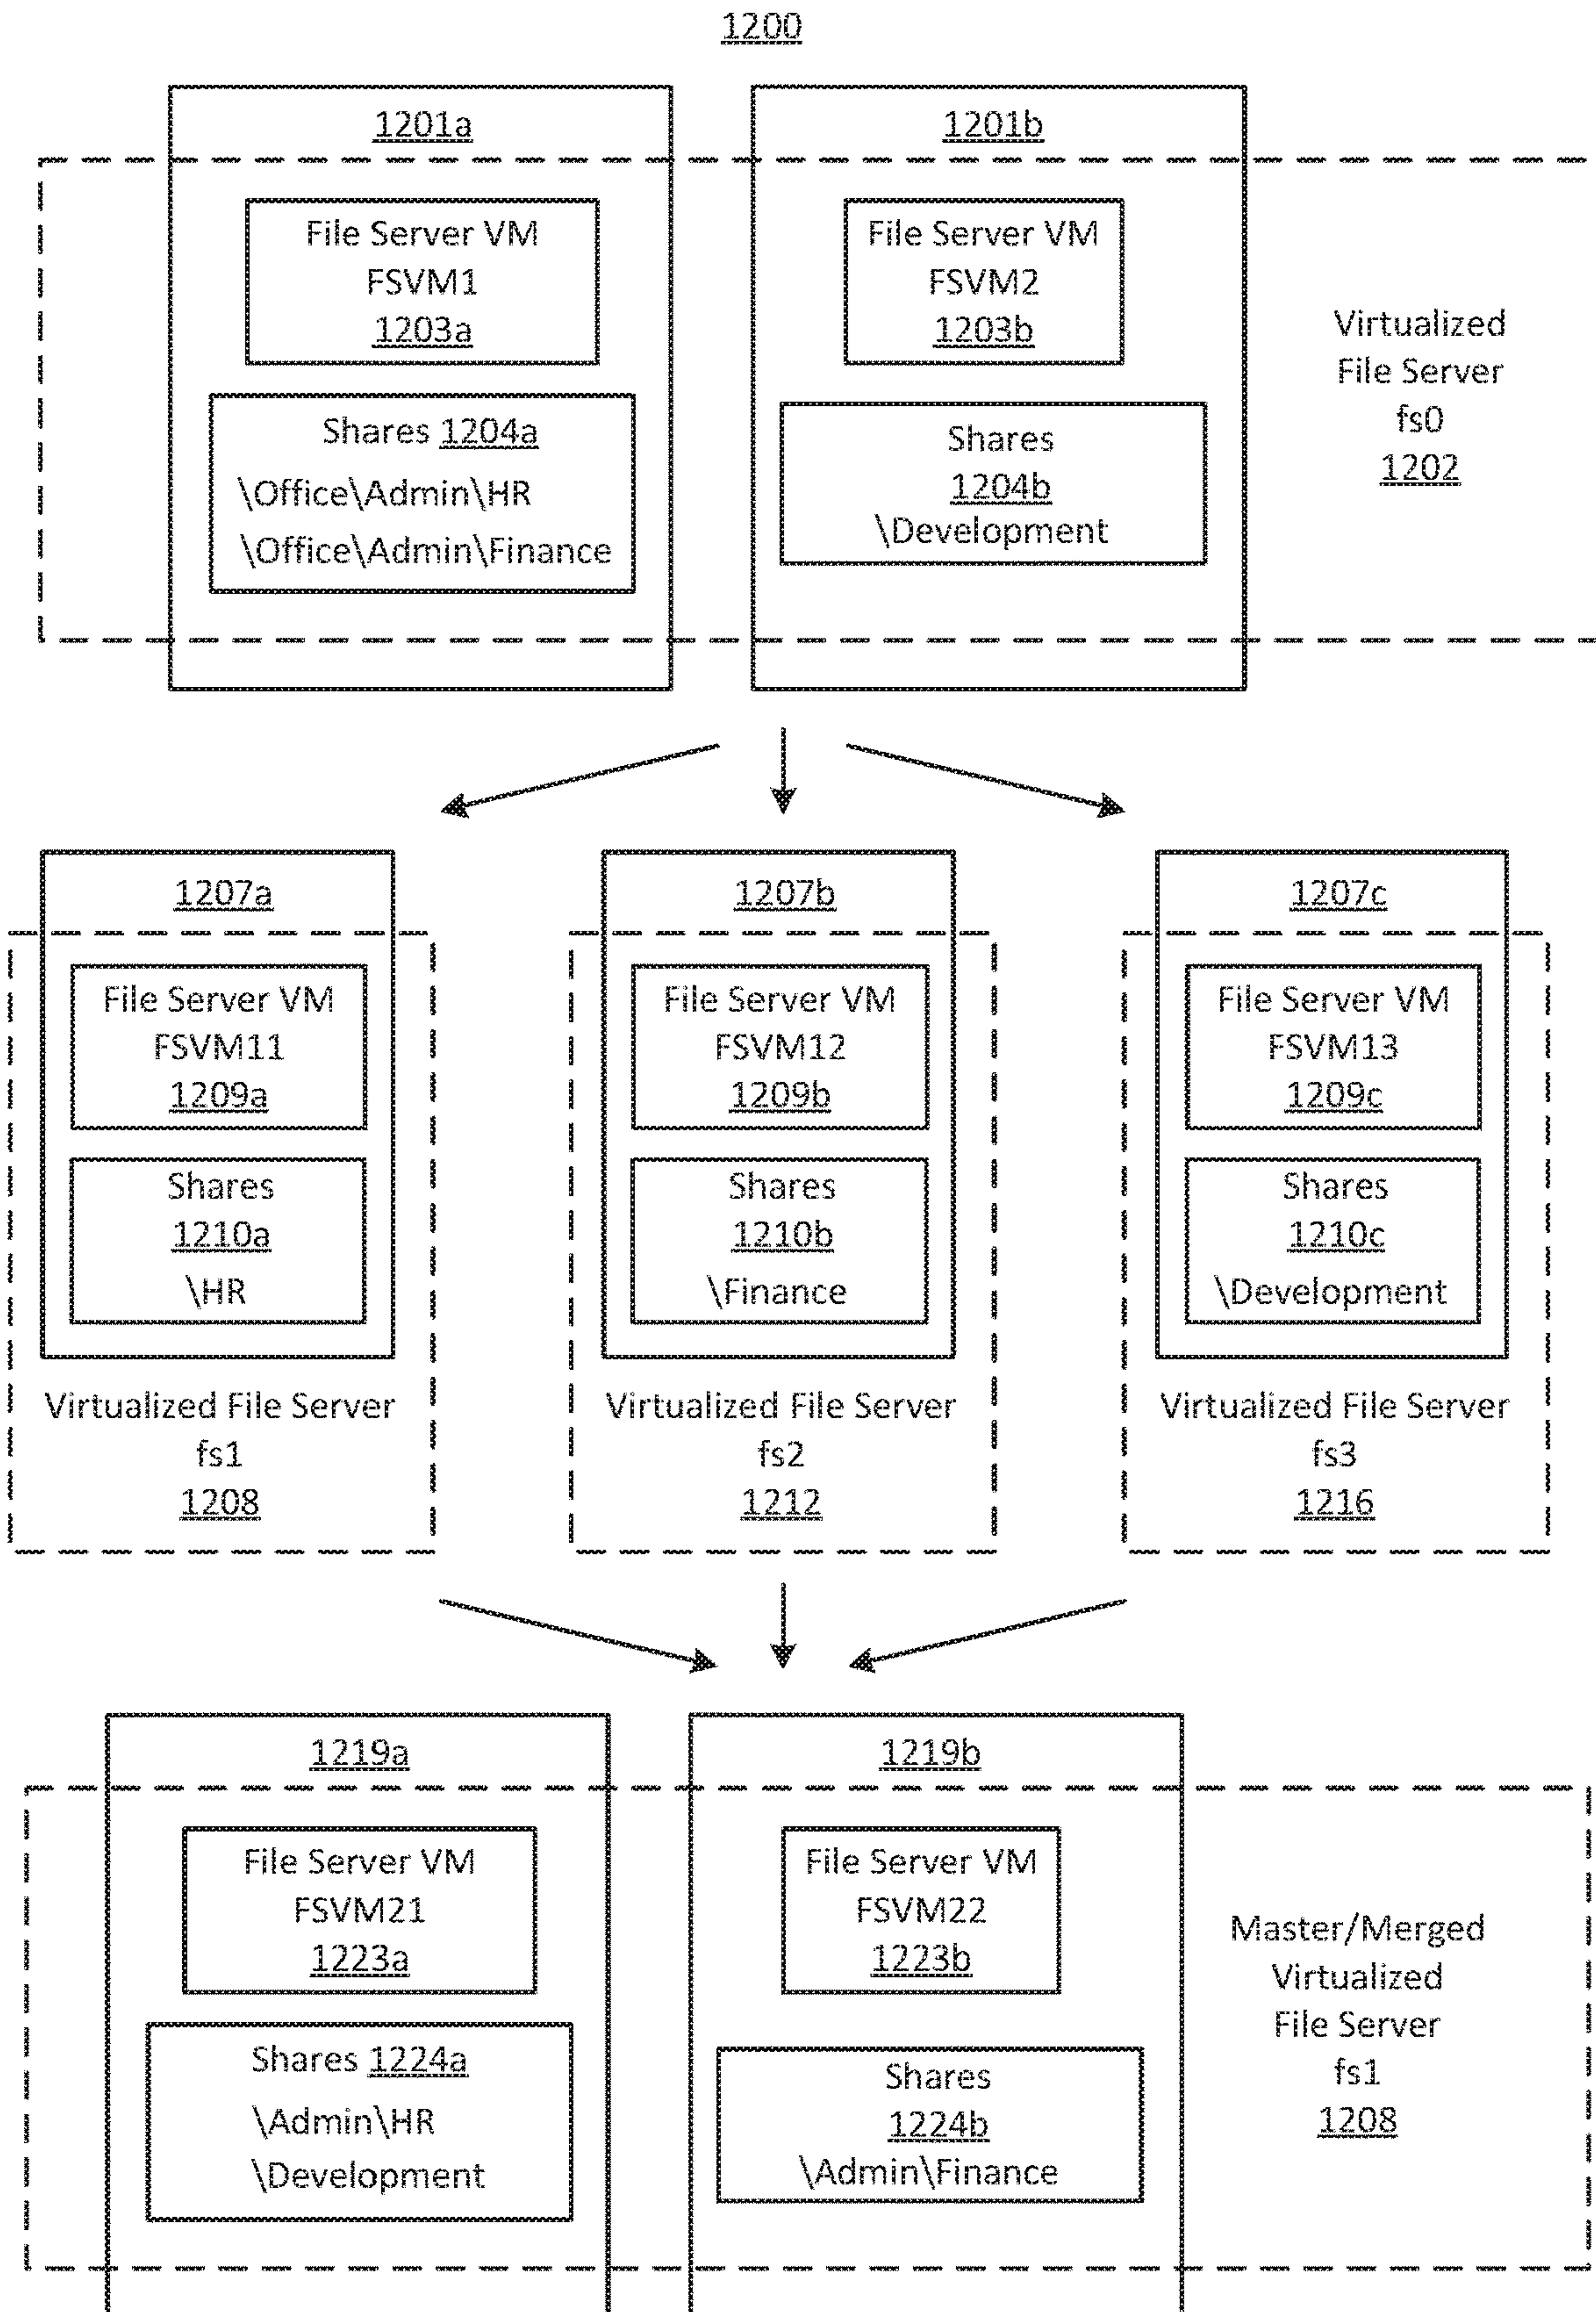 1200
1201a
1201b
File Server VM
FSVM1
1203a
File Server VM
FSVM2
1203b
Shares 1204a
\Office\Admin\HR
\Office\Admin\Finance
Shares
1204b
\Development
Virtualized
File Server
fs0
1202
1207a
1207b
1207c
File Server VM
FSVM11
1209a
File Server VM
FSVM12
1209b
File Server VM
FSVM13
1209c
Shares
1210a
\HR
Shares
1210b
\Finance
Shares
1210c
\Development
Virtualized File Server
fs1
1208
Virtualized File Server
fs2
1212
Virtualized File Server
fs3
1216
1219a
1219b
File Server VM
FSVM21
1223a
File Server VM
FSVM22
1223b
Shares 1224a
\Admin\HR
\Development
Shares
1224b
\Admin\Finance
Master/Merged
Virtualized
File Server
fs1
1208